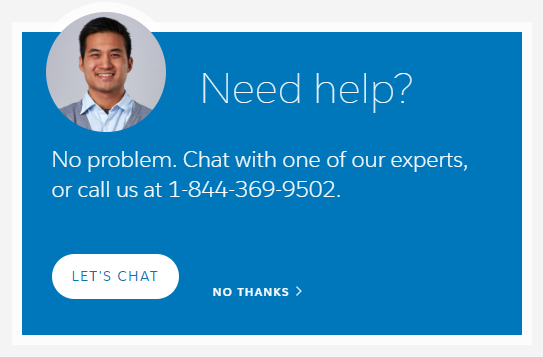 Need help?
No problem. Chat with one of our experts,
or call us at 1-844-369-9502.
LET'S CHAT
NO THANKS >